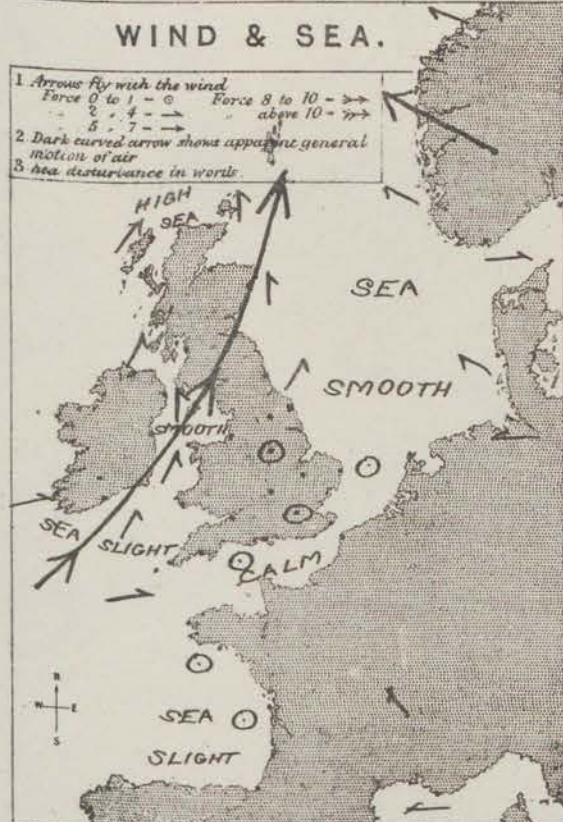 WIND & SEA.
1 Arrows fly with the wind
Force 0 to 1 - ⊙ Force 8 to 10 -
" 2 " 4 - " above 10 -
" 5 " 7 -
2 Dark curved arrow shows apparent general
motion of air
3 Sea disturbance in words.
HIGH
SEA
SEA
SMOOTH
SMOOTH
SEA
SLIGHT
CALM
N
W E
S
SEA
SLIGHT